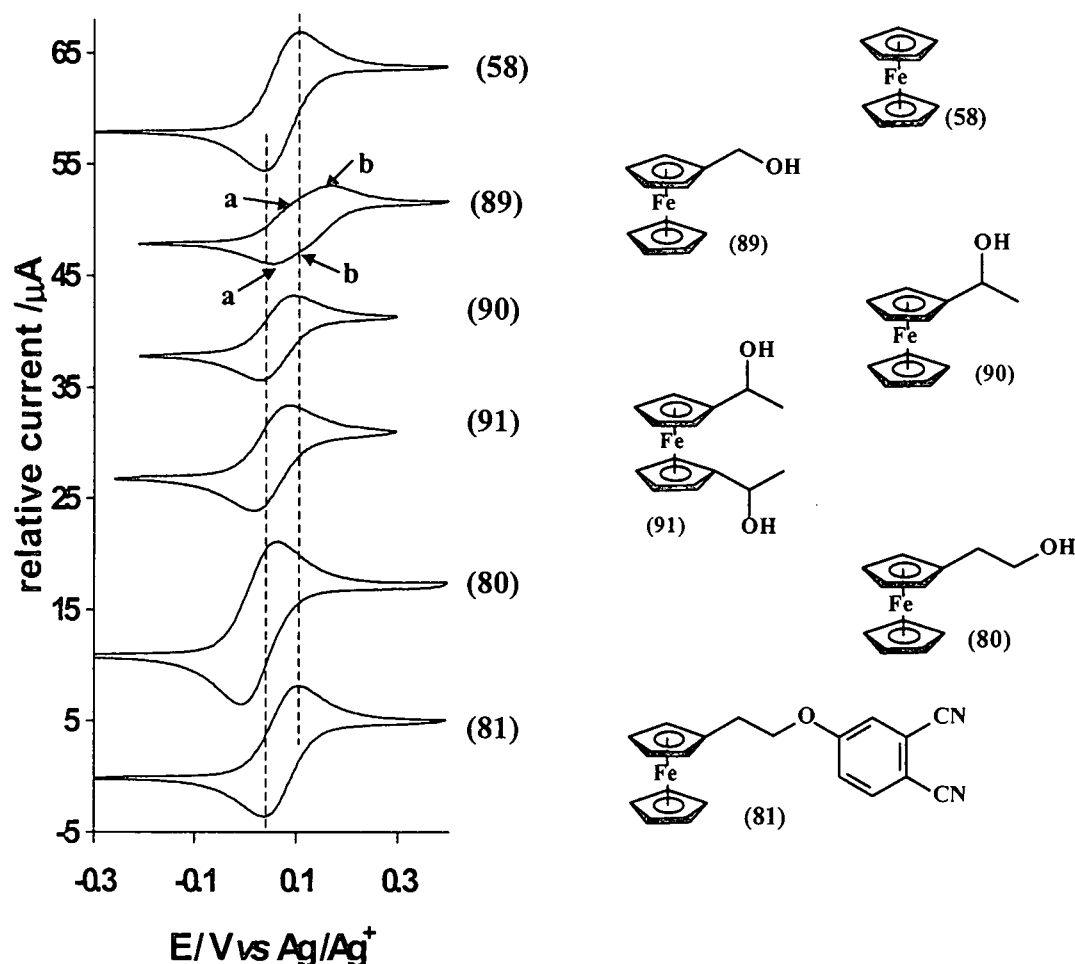 relative current /μA
65
55
45
35
25
15
5
-5
-0.3
-0.1
0.1
0.3
E/ V vs Ag/Ag⁺
(58)
b
a
(89)
a
b
(90)
(91)
(80)
(81)
Fe
(58)
OH
Fe
(89)
OH
Fe
(90)
OH
Fe
(91)
OH
OH
Fe
(80)
O
CN
Fe
CN
(81)